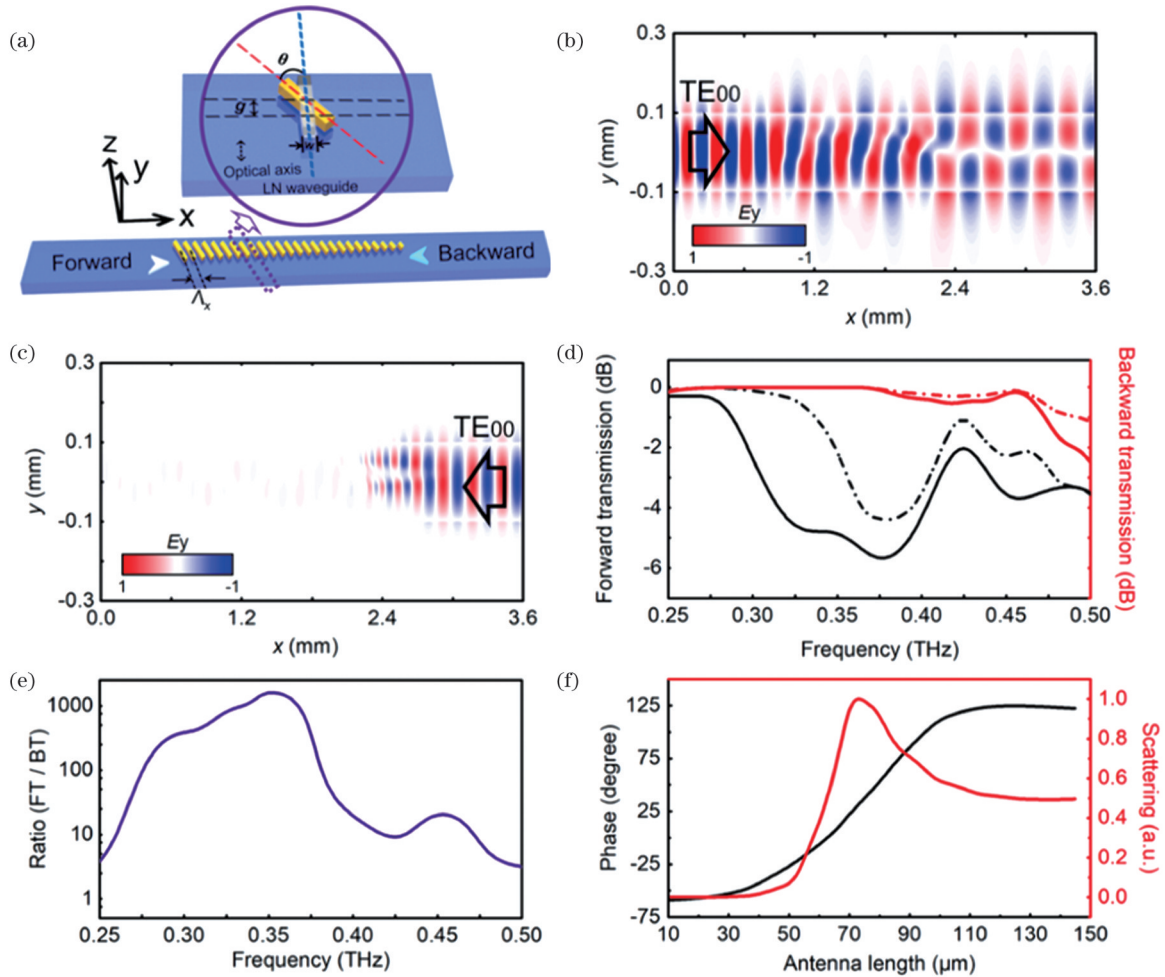 (a)
θ
g
w
Optical axis
LN waveguide
z
y
x
Forward
Backward
Λx
(b)
0.3
0.1
-0.1
-0.3
y (mm)
TE00
Ey
1 -1
0.0 1.2 2.4 3.6
x (mm)
(c)
0.3
0.1
-0.1
-0.3
y (mm)
TE00
Ey
1 -1
0.0 1.2 2.4 3.6
x (mm)
(d)
Forward transmission (dB)
0
-2
-4
-6
Backward transmission (dB)
0.25 0.30 0.35 0.40 0.45 0.50
Frequency (THz)
(e)
Ratio (FT / BT)
1000
100
10
1
0.25 0.30 0.35 0.40 0.45 0.50
Frequency (THz)
(f)
Phase (degree)
125
75
25
-25
-75
1.0
0.8
0.6
0.4
0.2
0.0
Scattering (a.u.)
10 30 50 70 90 110 130 150
Antenna length (μm)